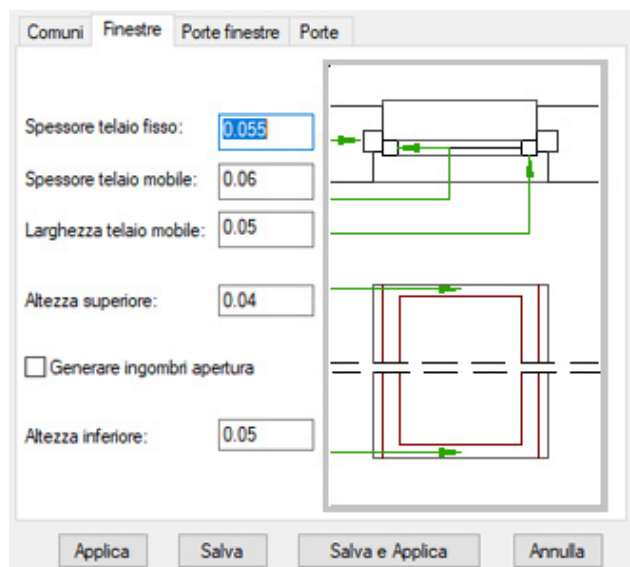 Comuni Finestre Porte finestre Porte
Spessore telaio fisso: 0.055
Spessore telaio mobile: 0.06
Larghezza telaio mobile: 0.05
Altezza superiore: 0.04
Generare ingombri apertura
Altezza inferiore: 0.05
Applica Salva Salva e Applica Annulla